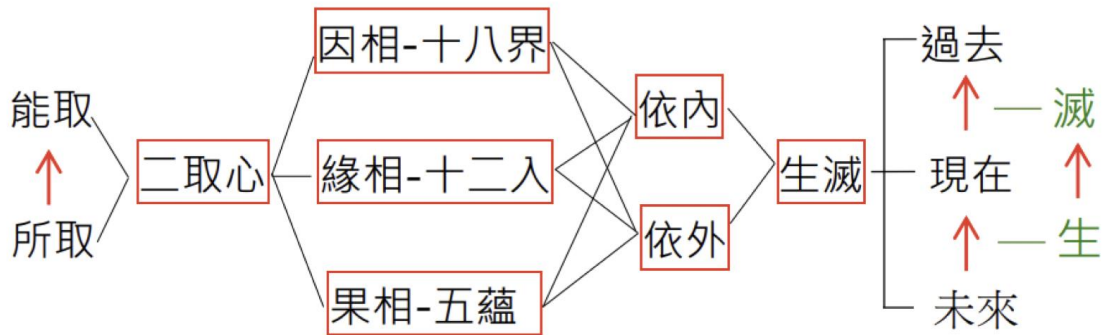 能取
所取
二取心
因相-十八界
緣相-十二入
果相-五蘊
依內
依外
生滅
過去
現在
未來
滅
生